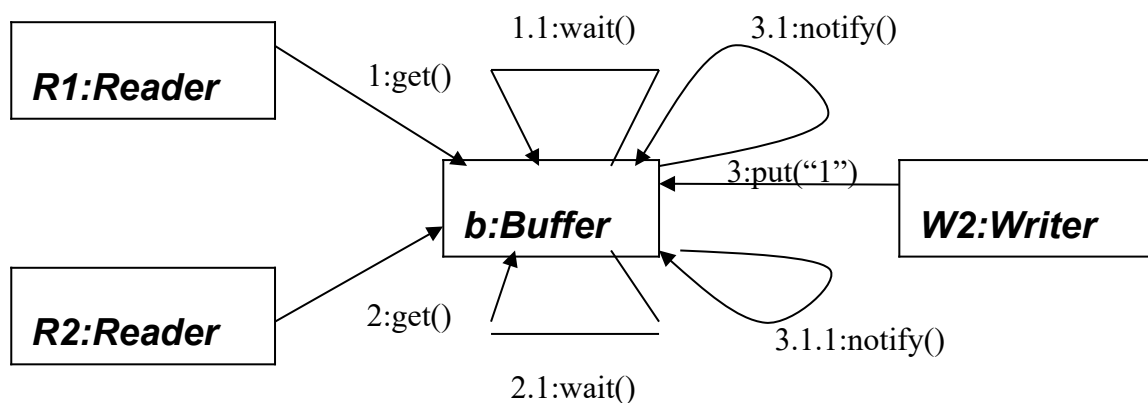 1.1:wait()
3.1:notify()
R1:Reader
1:get()
3:put(“1”)
b:Buffer
W2:Writer
R2:Reader
2:get()
3.1.1:notify()
2.1:wait()